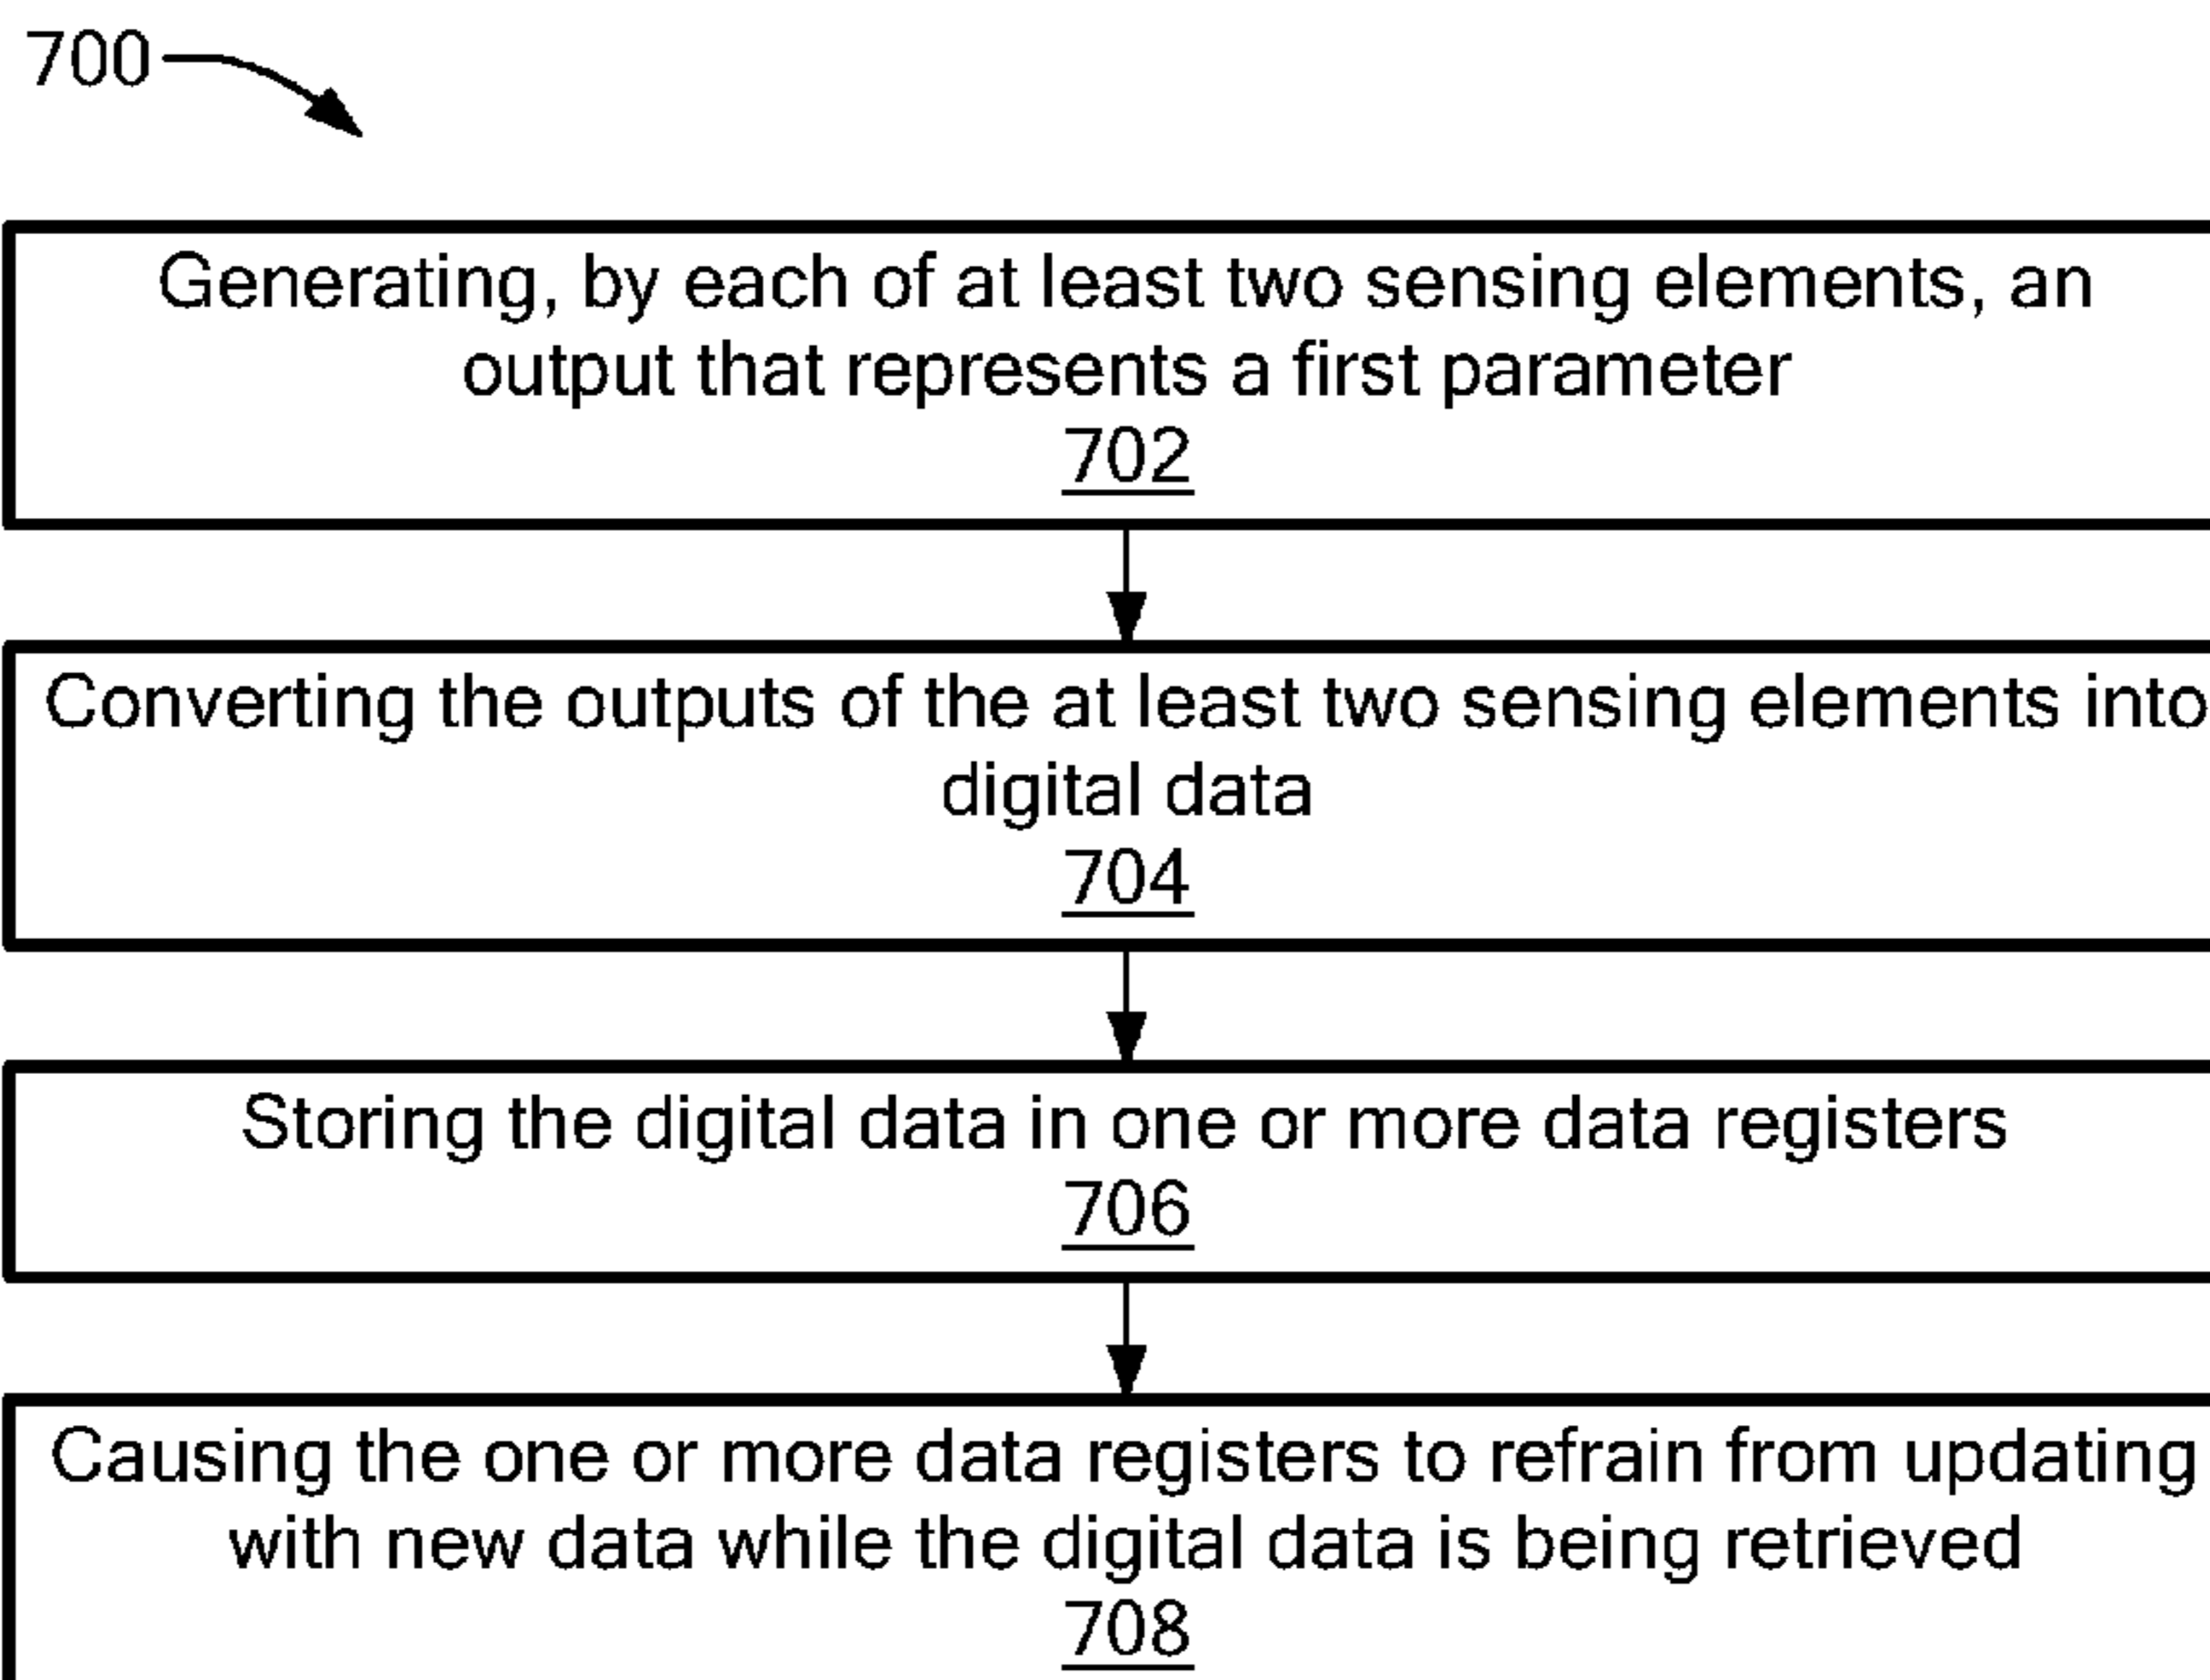 700
Generating, by each of at least two sensing elements, an
output that represents a first parameter
702
Converting the outputs of the at least two sensing elements into
digital data
704
Storing the digital data in one or more data registers
706
Causing the one or more data registers to refrain from updating
with new data while the digital data is being retrieved
708